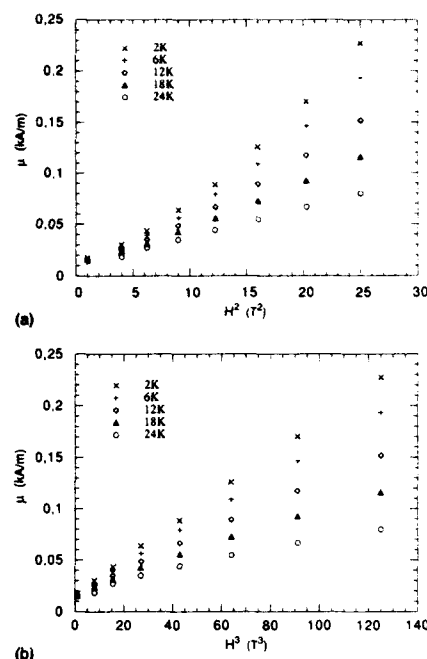 0.25
0.2
0.15
0.1
0.05
0
μ (kA/m)
× 2K
+ 6K
◇ 12K
▲ 18K
○ 24K
0 5 10 15 20 25 30
H² (T²)
(a)
0.25
0.2
0.15
0.1
0.05
0
μ (kA/m)
× 2K
+ 6K
◇ 12K
▲ 18K
○ 24K
0 20 40 60 80 100 120 140
H³ (T³)
(b)